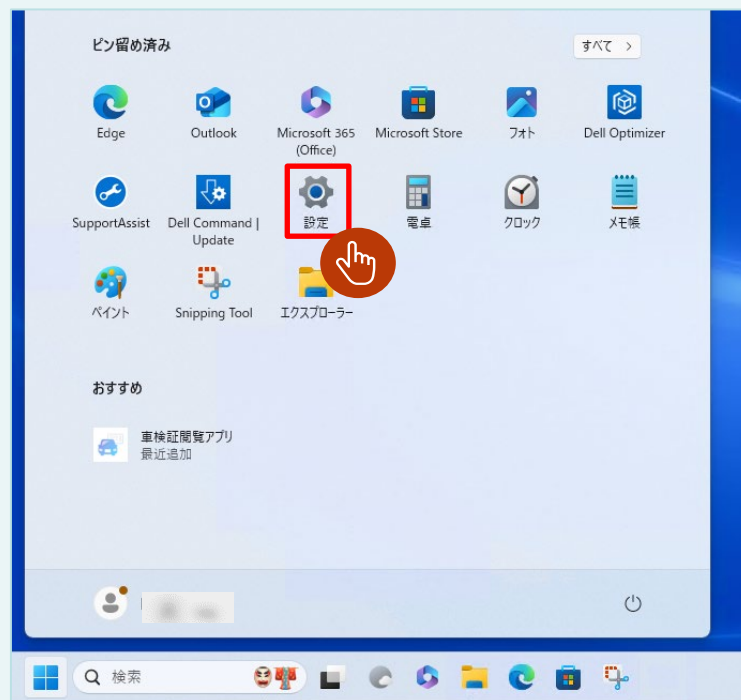 ピン留め済み
すべて >
Edge
Outlook
Microsoft 365
(Office)
Microsoft Store
フォト
Dell Optimizer
SupportAssist
Dell Command |
Update
設定
電卓
クロック
メモ帳
ペイント
Snipping Tool
エクスプローラー
おすすめ
車検証閲覧アプリ
最近追加
検索